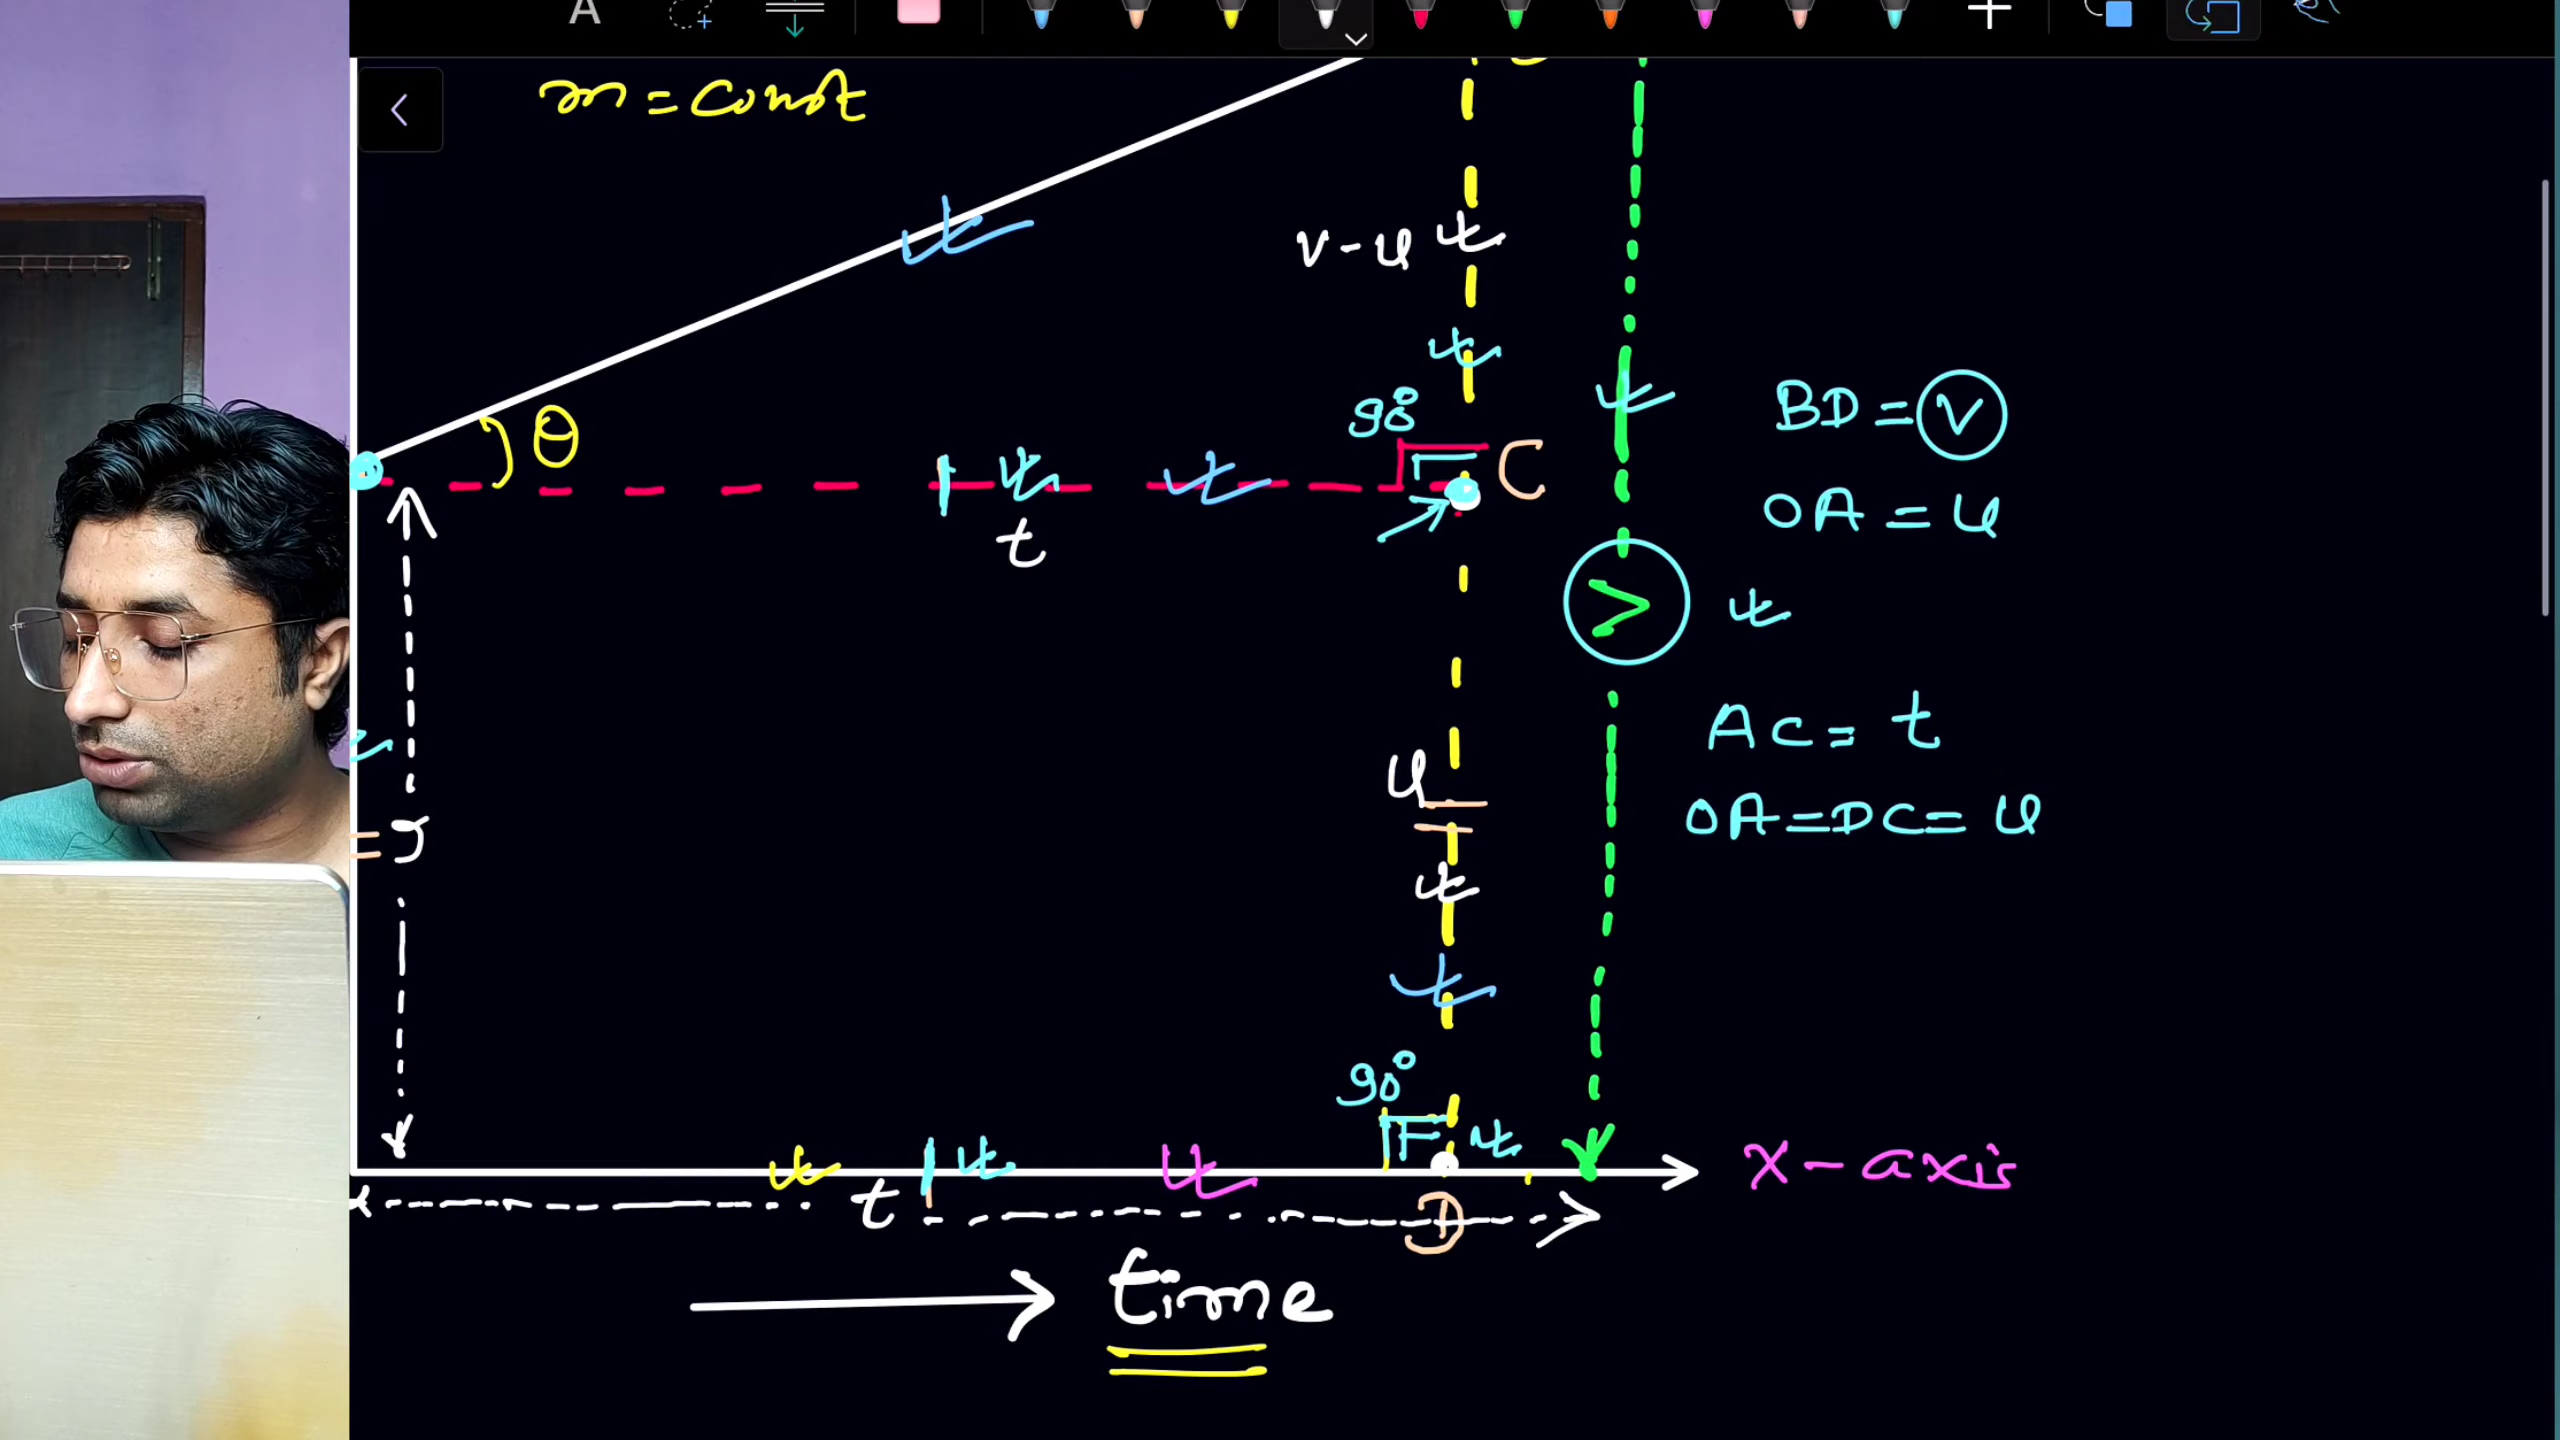 A
m = const
v - u
θ
90°
C
BD = v
t
OA = u
>
AC = t
OA = DC = u
u
90°
x - axis
t
D
time